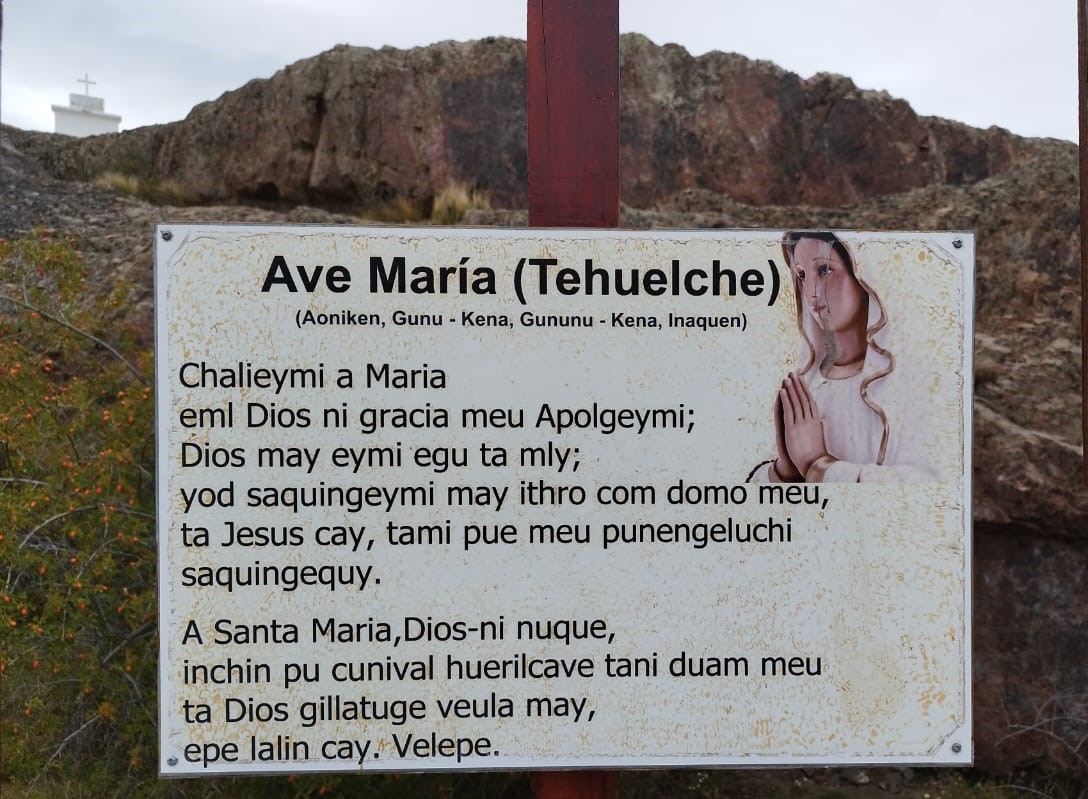 Ave María (Tehuelche)
(Aoniken, Gunu - Kena, Gununu - Kena, Inaquen)
Chalieymi a Maria
eml Dios ni gracia meu Apolgeymi;
Dios may eymi egu ta mly;
yod saquingeymi may ithro com domo meu,
ta Jesus cay, tami pue meu punengeluchi
saquingequy.
A Santa Maria,Dios-ni nuque,
inchin pu cunival huerilcave tani duam meu
ta Dios gillatuge veula may,
epe lalin cay. Velepe.